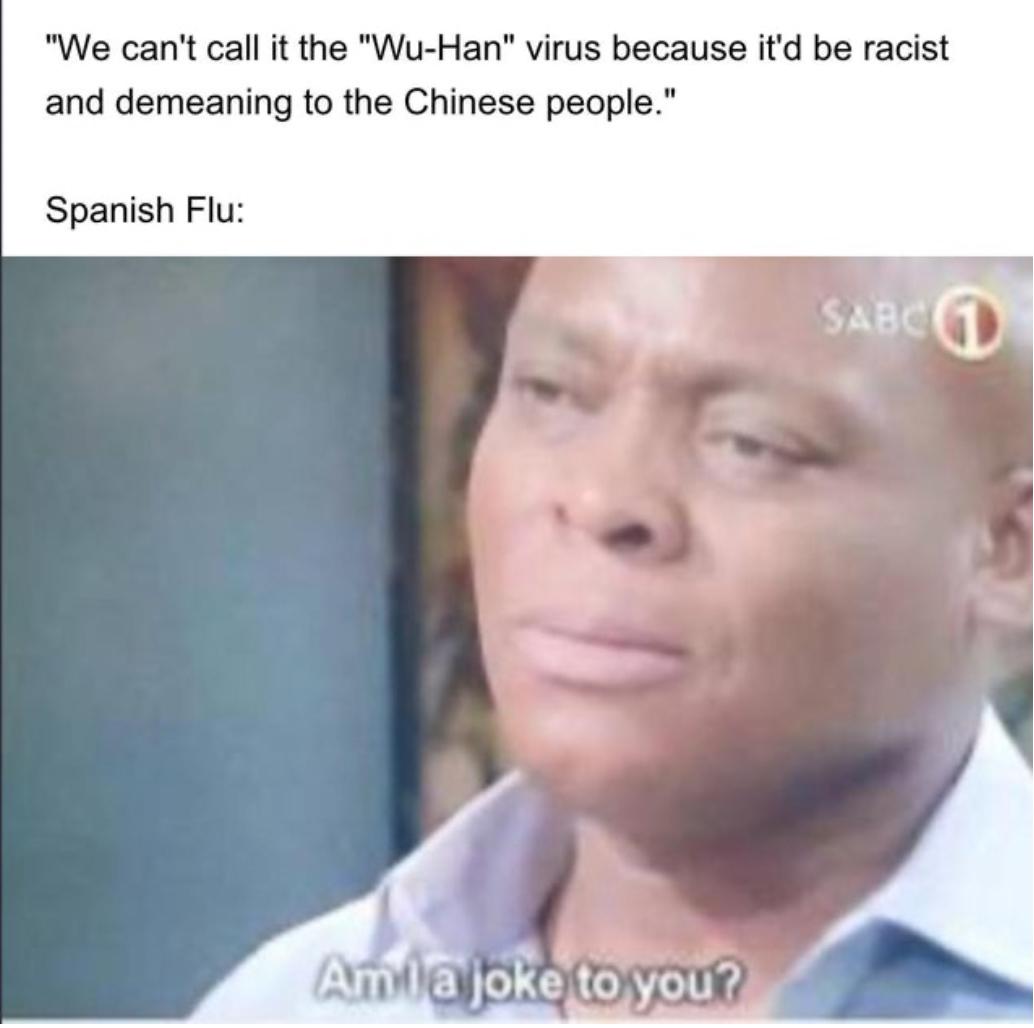 "We can't call it the "Wu-Han" virus because it'd be racist
and demeaning to the Chinese people."
Spanish Flu:
SABC 1
Am I a joke to you?